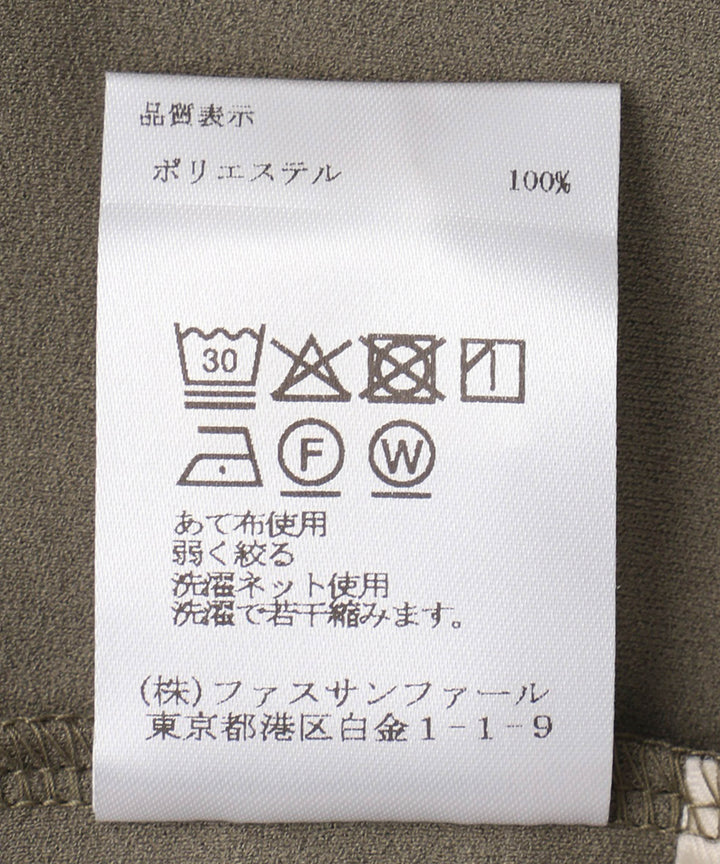 品質表示
ポリエステル 100%
30
F W
あて布使用
弱く絞る
洗濯ネット使用
洗濯で若干縮みます。
(株)ファスサンファール
東京都港区白金1-1-9